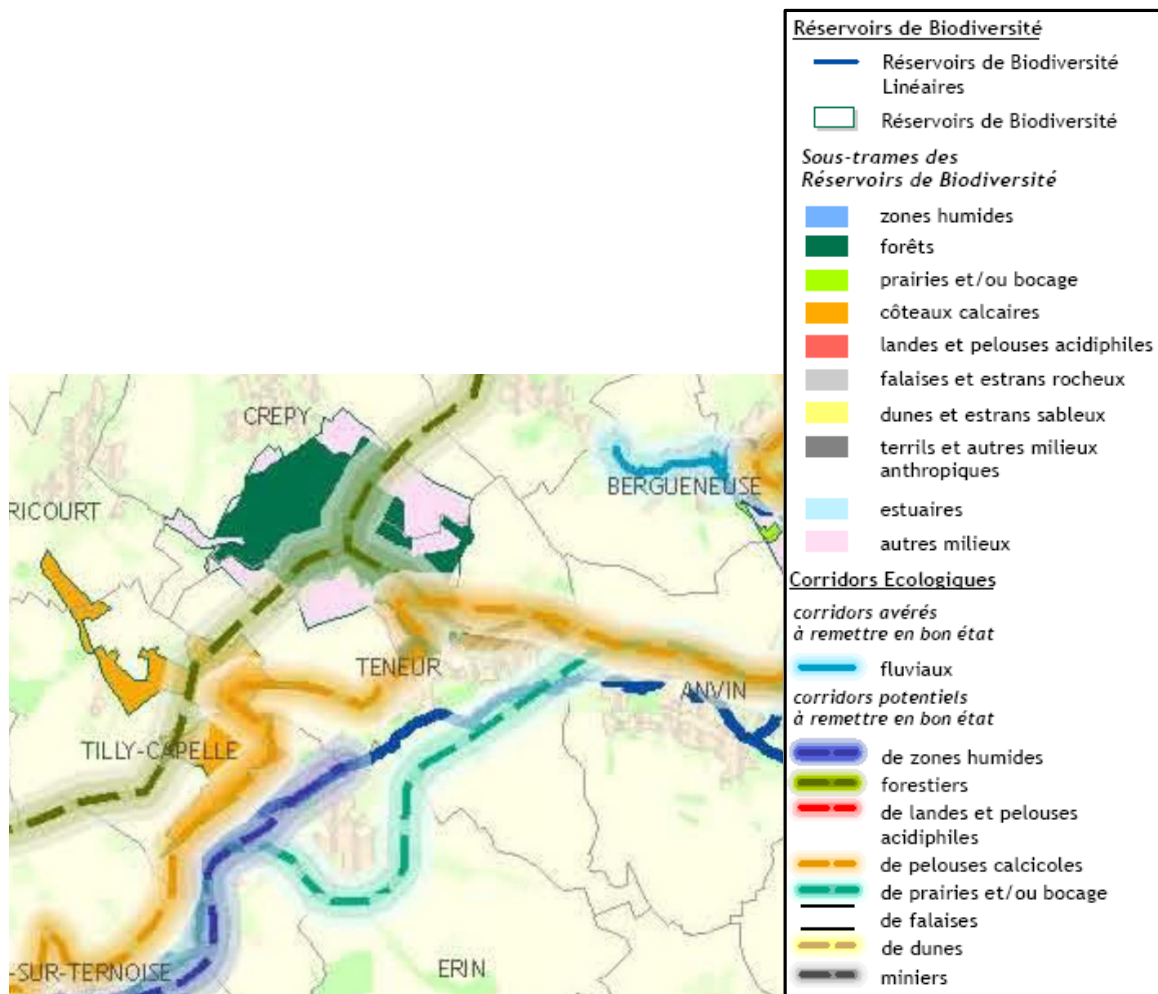 CREPY
RICOURT
BERGUENEUSE
TENEUR
ANVIN
TILLY-CAPELLE
ERIN
-SUR-TERNOISE
Réservoirs de Biodiversité
Réservoirs de Biodiversité
Linéaires
Réservoirs de Biodiversité
Sous-trames des
Réservoirs de Biodiversité
zones humides
forêts
prairies et/ou bocage
côteaux calcaires
landes et pelouses acidiphiles
falaises et estrans rocheux
dunes et estrans sableux
terrils et autres milieux
anthropiques
estuaires
autres milieux
Corridors Ecologiques
corridors avérés
à remettre en bon état
fluviaux
corridors potentiels
à remettre en bon état
de zones humides
forestiers
de landes et pelouses
acidiphiles
de pelouses calcicoles
de prairies et/ou bocage
de falaises
de dunes
miniers